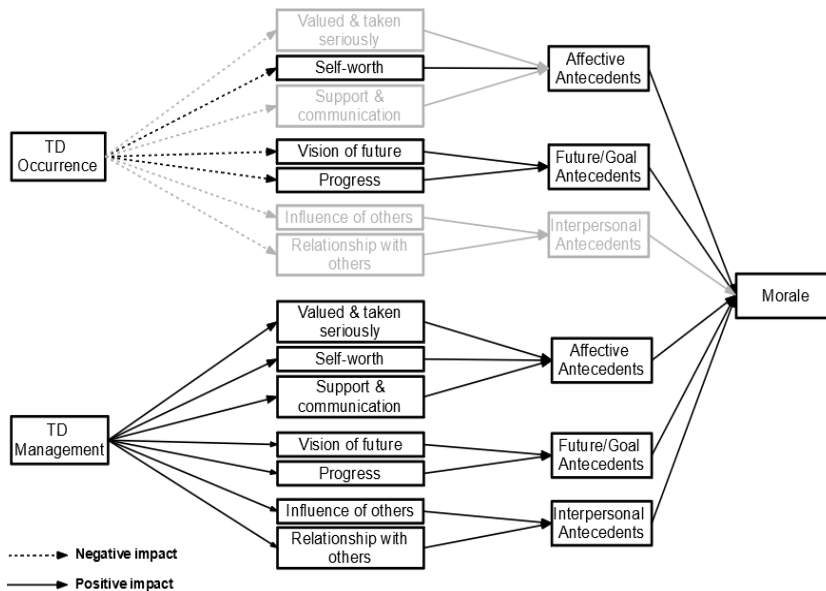 Valued & taken
seriously
Self-worth
Support &
communication
Affective
Antecedents
TD
Occurrence
Vision of future
Progress
Future/Goal
Antecedents
Influence of others
Relationship with
others
Interpersonal
Antecedents
Morale
Valued & taken
seriously
Self-worth
Support &
communication
Affective
Antecedents
TD
Management
Vision of future
Progress
Future/Goal
Antecedents
Influence of others
Relationship with
others
Interpersonal
Antecedents
Negative impact
Positive impact